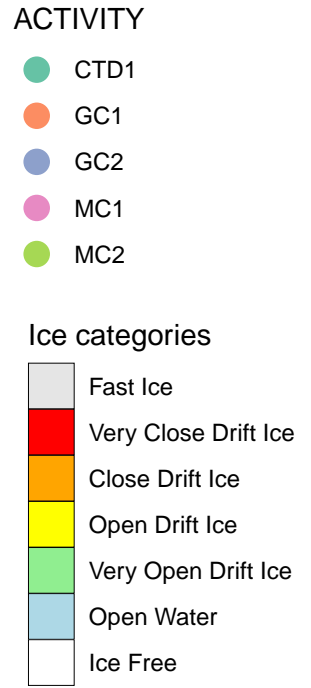 ACTIVITY
CTD1
GC1
GC2
MC1
MC2
Ice categories
Fast Ice
Very Close Drift Ice
Close Drift Ice
Open Drift Ice
Very Open Drift Ice
Open Water
Ice Free